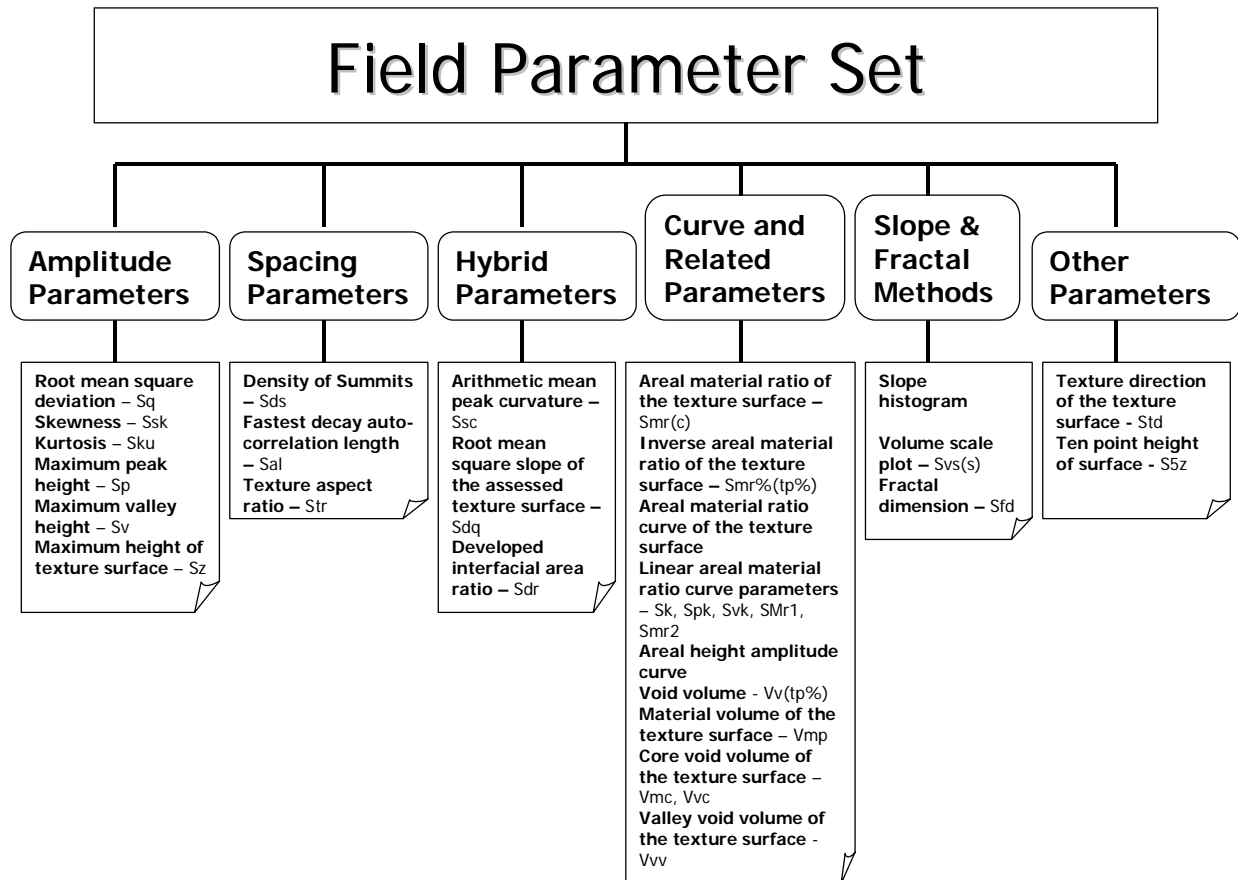 Field Parameter Set
Amplitude
Parameters
Spacing
Parameters
Hybrid
Parameters
Curve and
Related
Parameters
Slope &
Fractal
Methods
Other
Parameters
Root mean square
deviation – Sq
Skewness – Ssk
Kurtosis – Sku
Maximum peak
height – Sp
Maximum valley
height – Sv
Maximum height of
texture surface – Sz
Density of Summits
– Sds
Fastest decay auto-
correlation length
– Sal
Texture aspect
ratio – Str
Arithmetic mean
peak curvature –
Ssc
Root mean
square slope of
the assessed
texture surface –
Sdq
Developed
interfacial area
ratio – Sdr
Areal material ratio of
the texture surface –
Smr(c)
Inverse areal material
ratio of the texture
surface – Smr%(tp%)
Areal material ratio
curve of the texture
surface
Linear areal material
ratio curve parameters
– Sk, Spk, Svk, SMr1,
Smr2
Areal height amplitude
curve
Void volume - Vv(tp%)
Material volume of the
texture surface – Vmp
Core void volume of
the texture surface –
Vmc, Vvc
Valley void volume of
the texture surface -
Vvv
Slope
histogram
Volume scale
plot – Svs(s)
Fractal
dimension – Sfd
Texture direction
of the texture
surface - Std
Ten point height
of surface - S5z